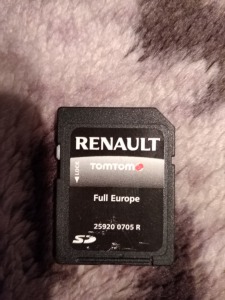 RENAULT
LOCK
TOMTOM
Full Europe
25920 0705 R
SD